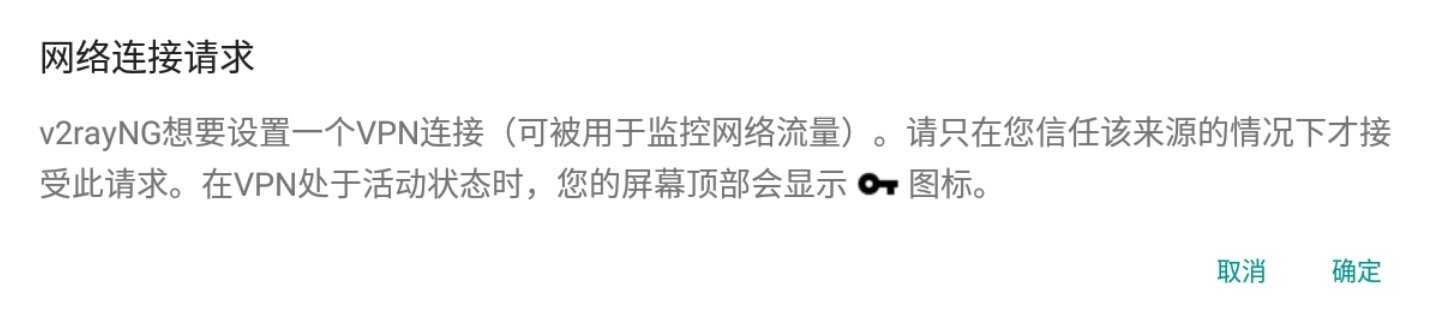 网络连接请求
v2rayNG想要设置一个VPN连接（可被用于监控网络流量）。请只在您信任该来源的情况下才接
受此请求。在VPN处于活动状态时，您的屏幕顶部会显示 图标。
取消 确定